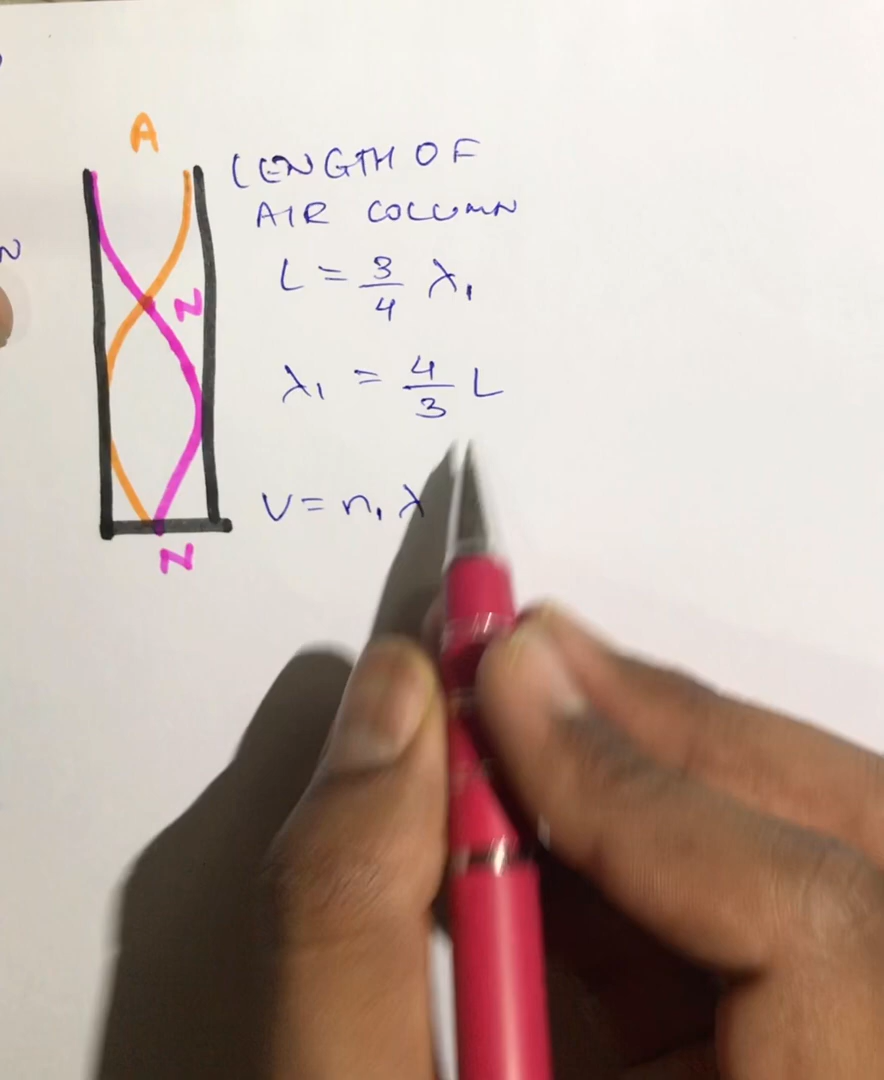 A
LENGTH OF
AIR COLUMN
L = 3/4 λ₁
N
λ₁ = 4/3 L
V = n₁ λ
N